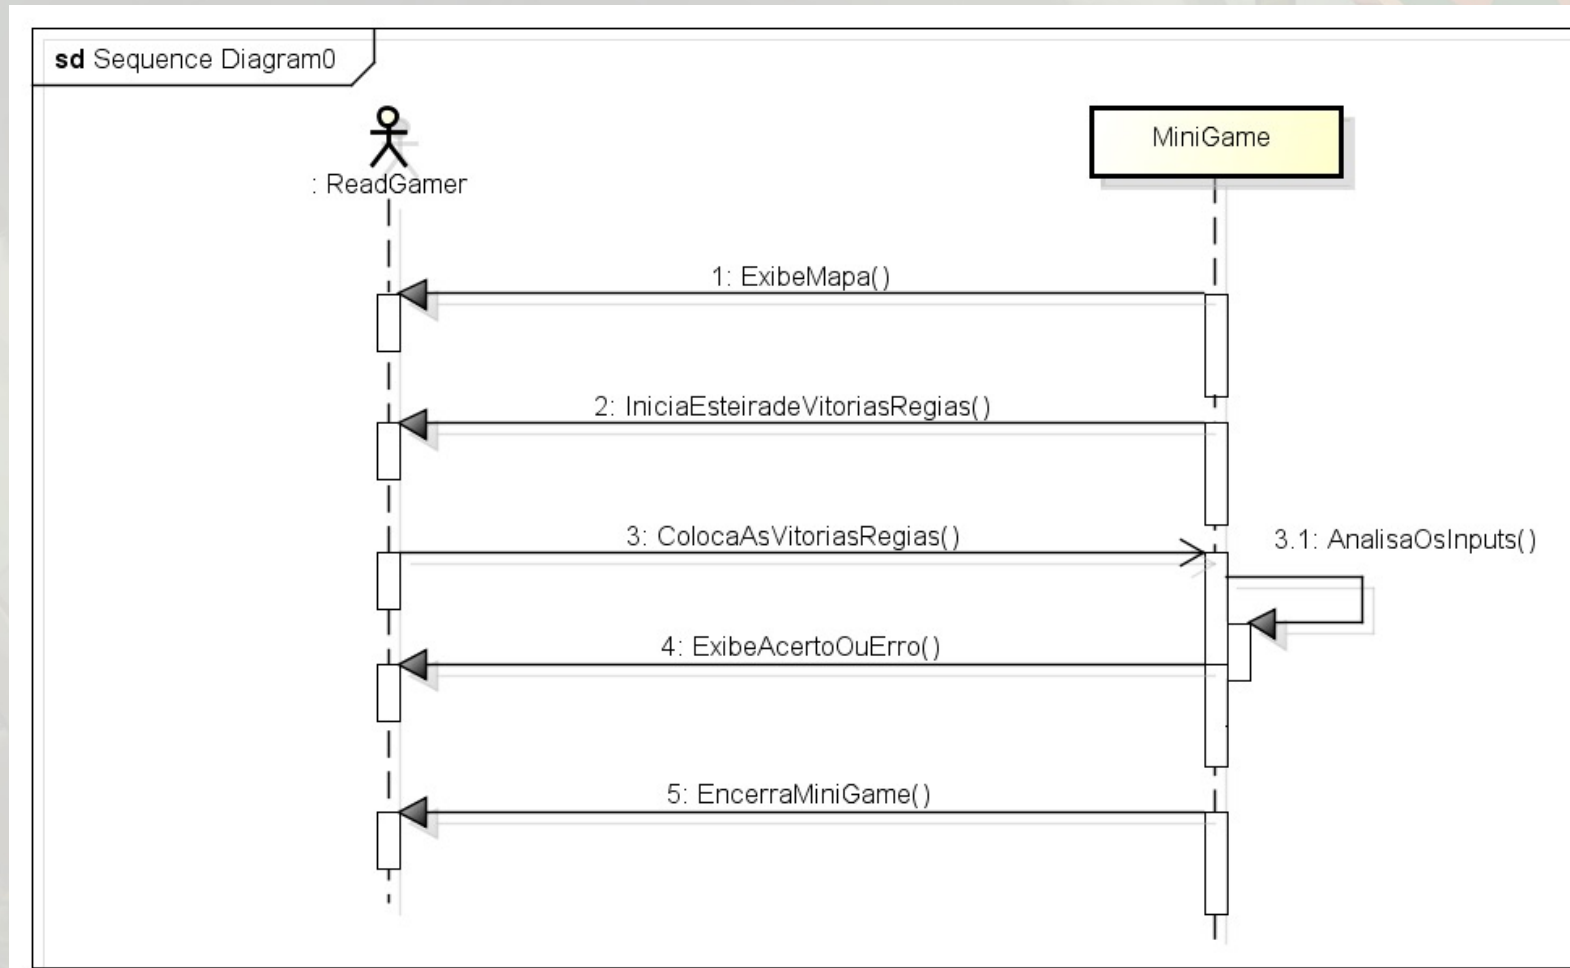 sd Sequence Diagram0
: ReadGamer
MiniGame
1: ExibeMapa()
2: IniciaEsteiradeVitoriasRegias()
3: ColocaAsVitoriasRegias()
3.1: AnalisaOsInputs()
4: ExibeAcertoOuErro()
5: EncerraMiniGame()